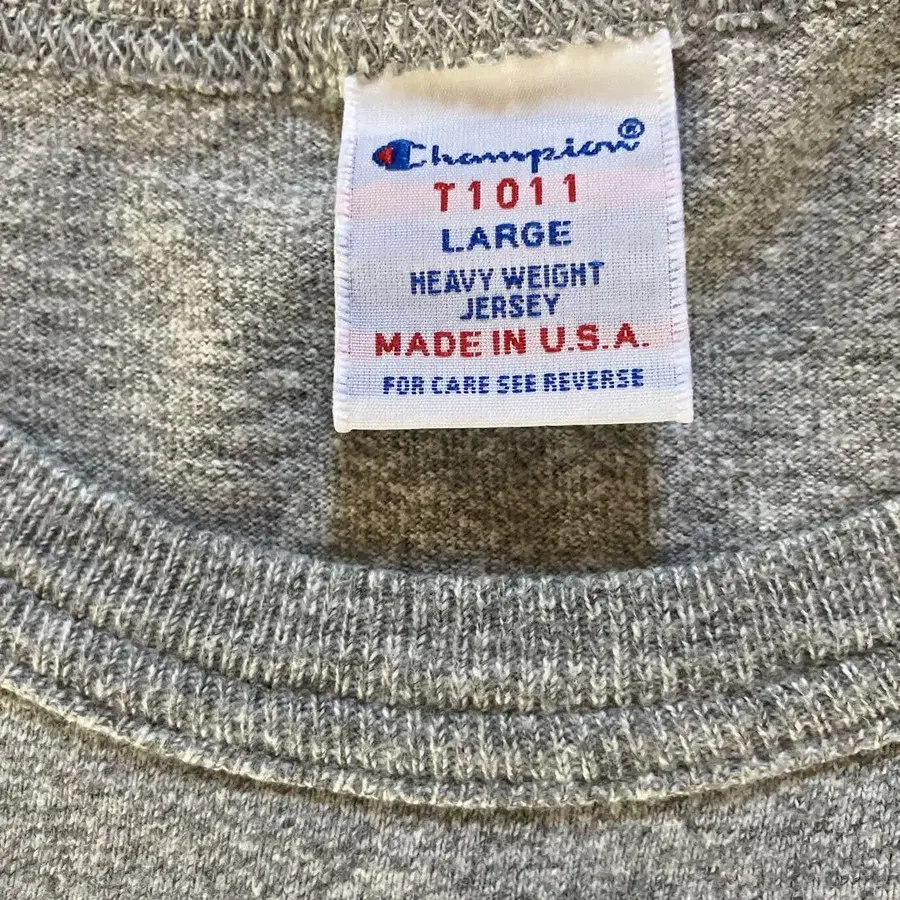 Champion®
T1011
LARGE
HEAVY WEIGHT
JERSEY
MADE IN U.S.A.
FOR CARE SEE REVERSE